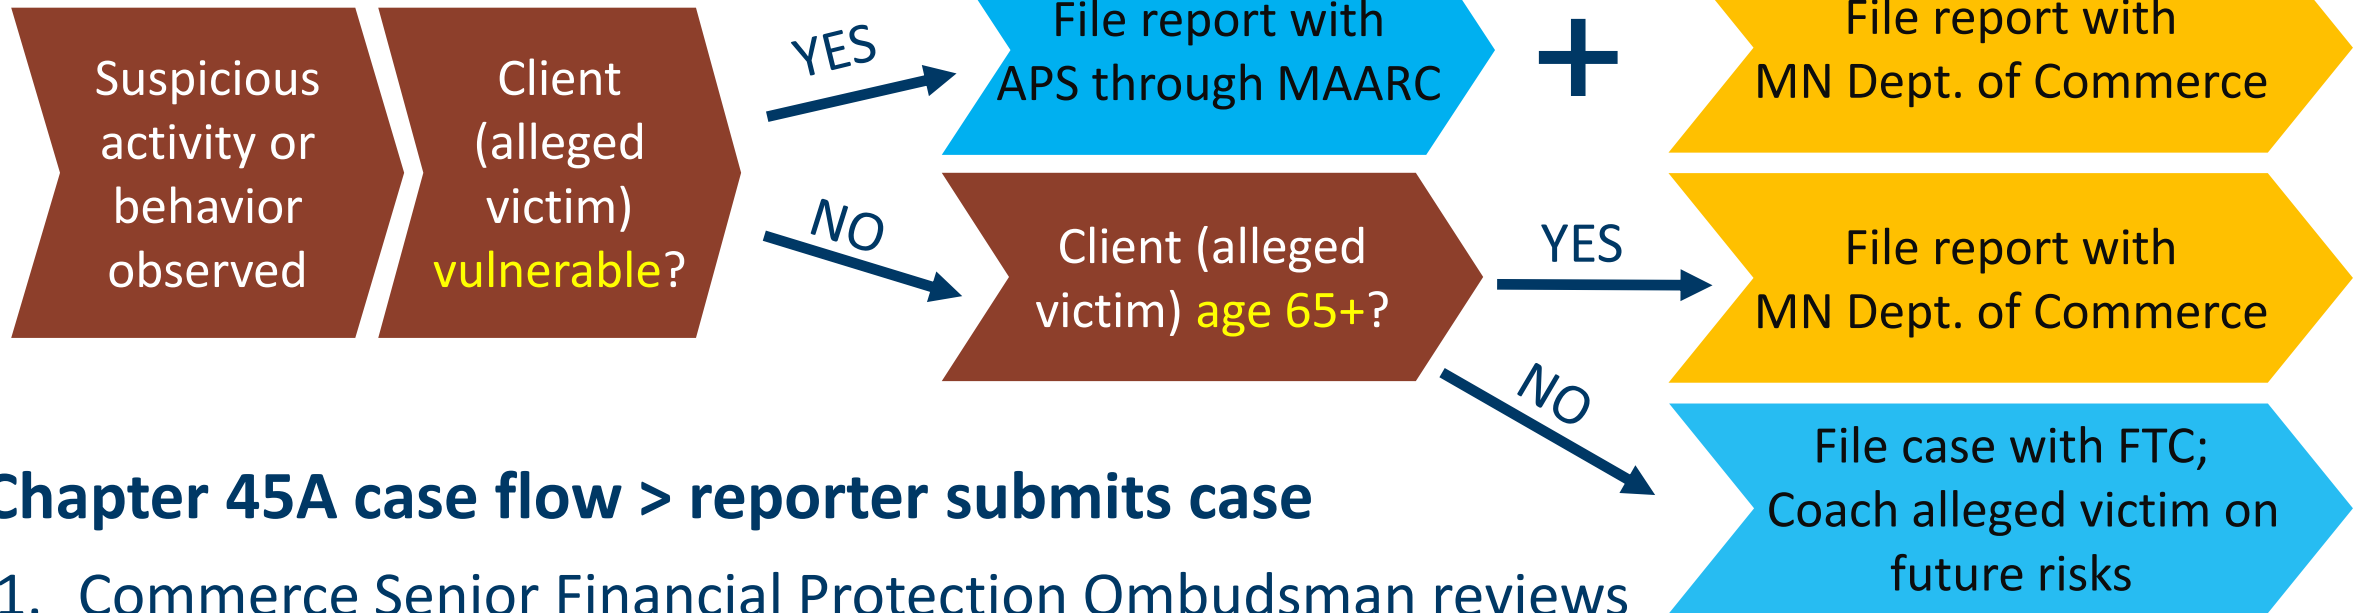 Suspicious
activity or
behavior
observed
Client
(alleged
victim)
vulnerable?
YES
File report with
APS through MAARC
+
File report with
MN Dept. of Commerce
NO
Client (alleged
victim) age 65+?
YES
File report with
MN Dept. of Commerce
NO
File case with FTC;
Coach alleged victim on
future risks
Chapter 45A case flow > reporter submits case
1. Commerce Senior Financial Protection Ombudsman reviews